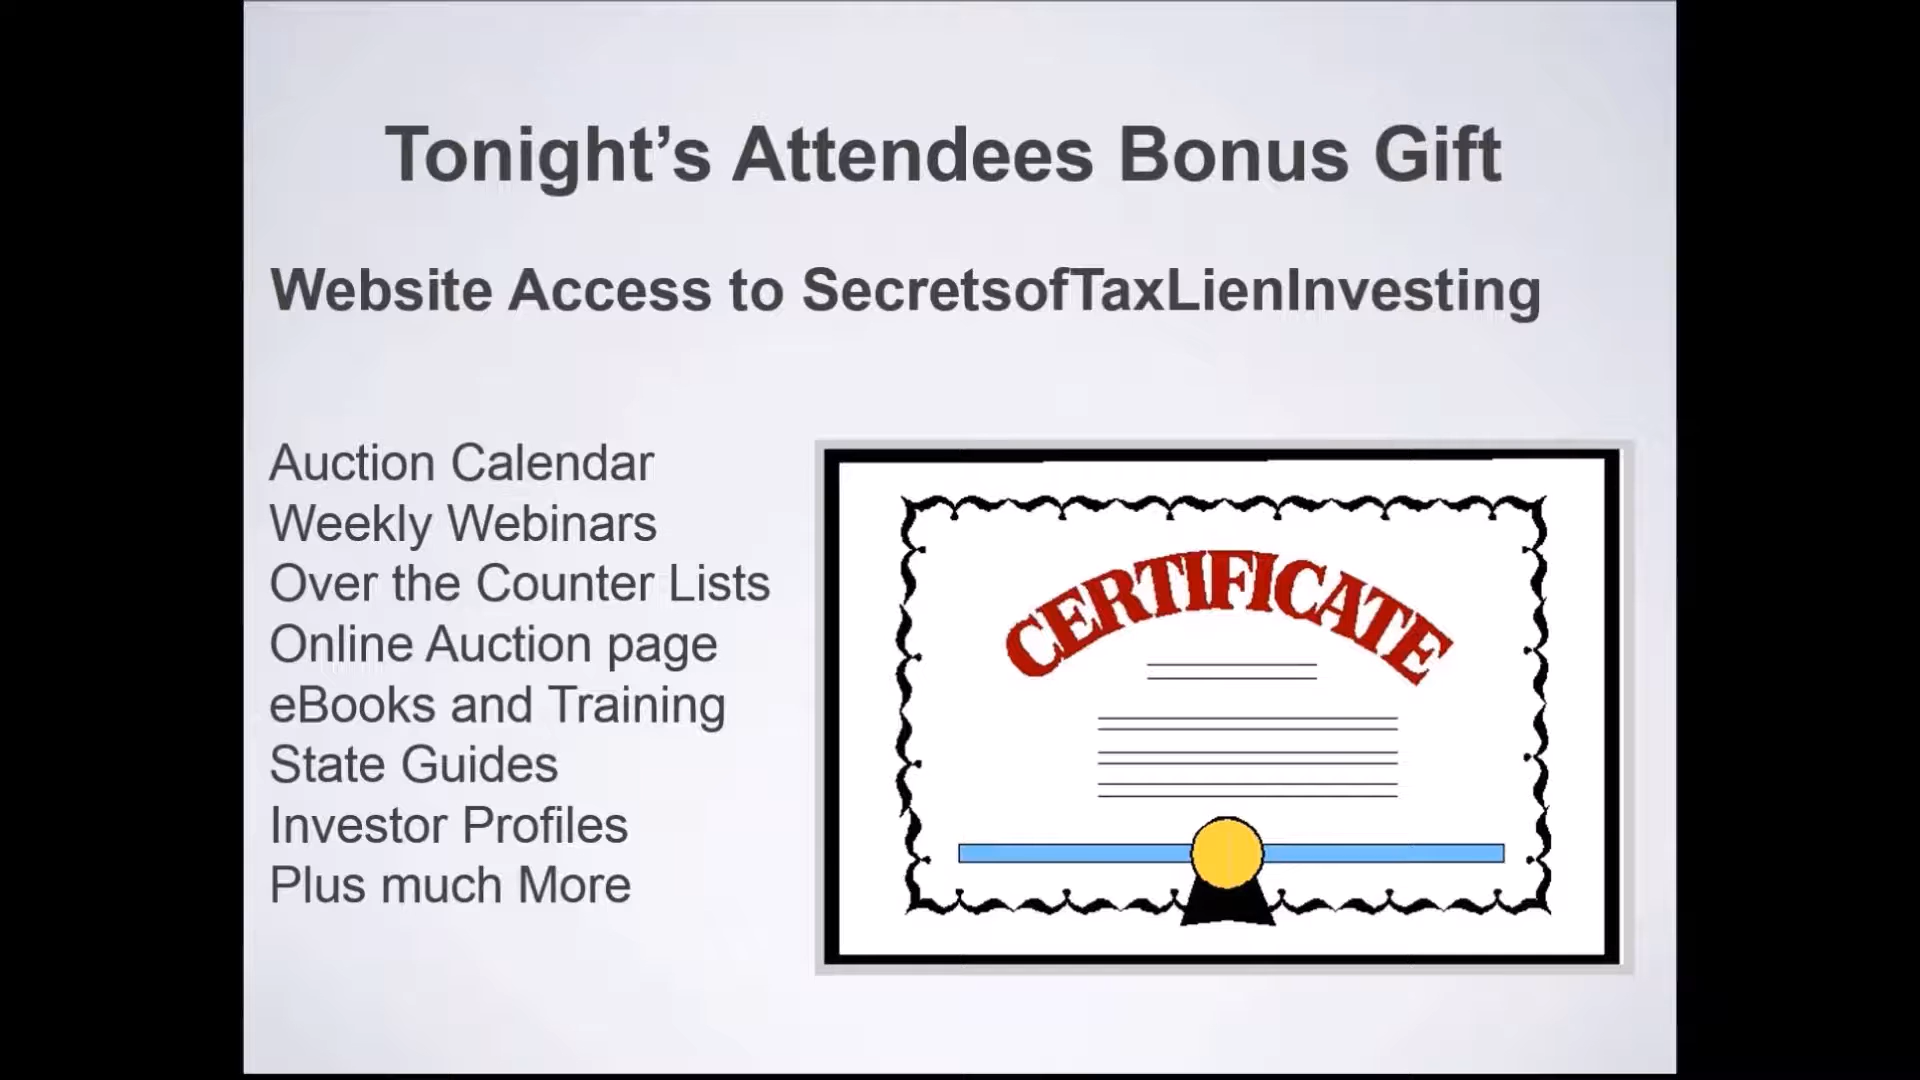 Tonight’s Attendees Bonus Gift
Website Access to SecretsofTaxLienInvesting
Auction Calendar
Weekly Webinars
Over the Counter Lists
Online Auction page
eBooks and Training
State Guides
Investor Profiles
Plus much More
CERTIFICATE